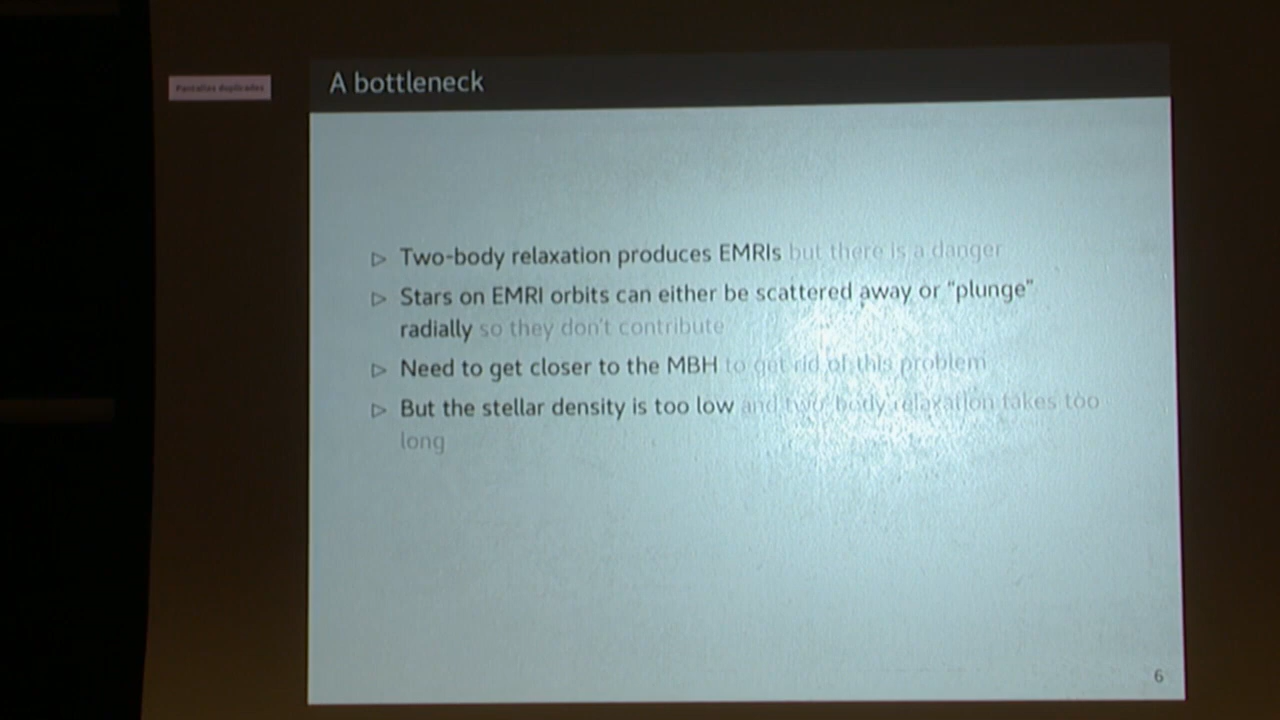 Pantallas duplicadas
A bottleneck
▷ Two-body relaxation produces EMRIs but there is a danger
▷ Stars on EMRI orbits can either be scattered away or “plunge”
radially so they don't contribute
▷ Need to get closer to the MBH to get rid of this problem
▷ But the stellar density is too low and two-body relaxation takes too
long
6